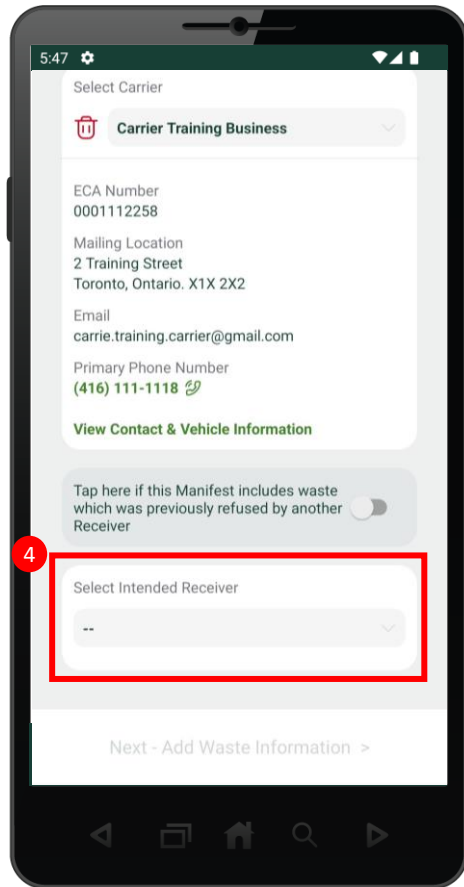 5:47
Select Carrier
Carrier Training Business
ECA Number
0001112258
Mailing Location
2 Training Street
Toronto, Ontario. X1X 2X2
Email
carrie.training.carrier@gmail.com
Primary Phone Number
(416) 111-1118
View Contact & Vehicle Information
Tap here if this Manifest includes waste
which was previously refused by another
Receiver
4
Select Intended Receiver
--
Next - Add Waste Information >